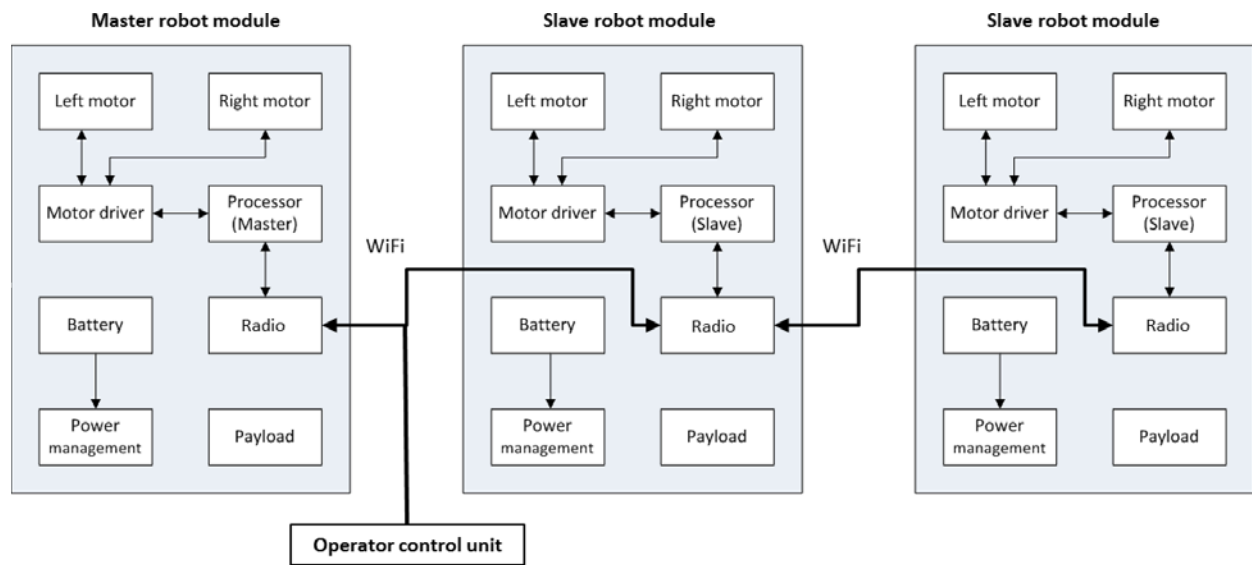 Master robot module
Slave robot module
Slave robot module
Left motor
Right motor
Left motor
Right motor
Left motor
Right motor
Motor driver
Processor
(Master)
Motor driver
Processor
(Slave)
Motor driver
Processor
(Slave)
WiFi
WiFi
Battery
Radio
Battery
Radio
Battery
Radio
Power
management
Payload
Power
management
Payload
Power
management
Payload
Operator control unit